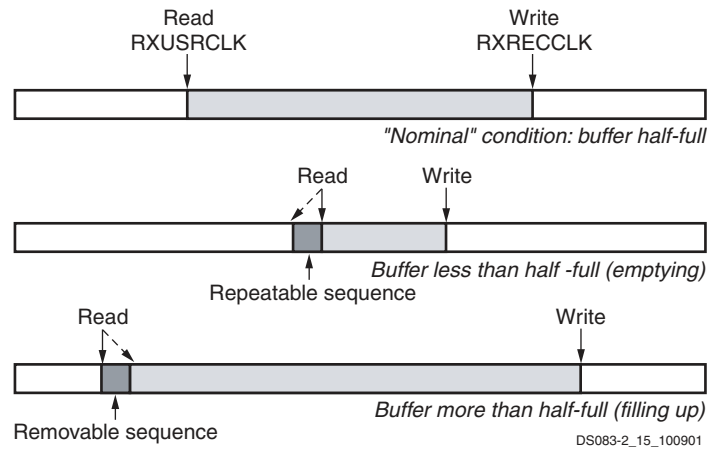 Read Write
RXUSRCLK RXRECCLK
"Nominal" condition: buffer half-full
Read Write
Buffer less than half -full (emptying)
Repeatable sequence
Read Write
Buffer more than half-full (filling up)
Removable sequence
DS083-2_15_100901